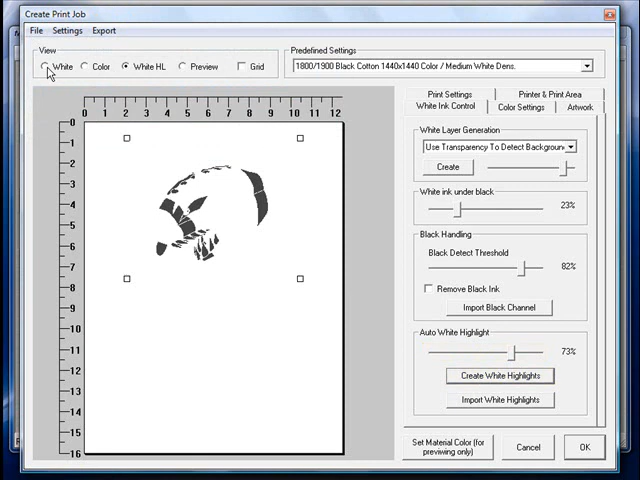 Create Print Job
File Settings Export
View
White Color White HL Preview Grid
Predefined Settings
1800/1900 Black Cotton 1440x1440 Color / Medium White Dens.
0 1 2 3 4 5 6 7 8 9 10 11 12
0
1
2
3
4
5
6
7
8
9
10
11
12
13
14
15
16
Print Settings Printer & Print Area
White Ink Control Color Settings Artwork
White Layer Generation
Use Transparency To Detect Backgroun
Create
White ink under black
23%
Black Handling
Black Detect Threshold
82%
Remove Black Ink
Import Black Channel
Auto White Highlight
73%
Create White Highlights
Import White Highlights
Set Material Color (for
previewing only)
Cancel
OK